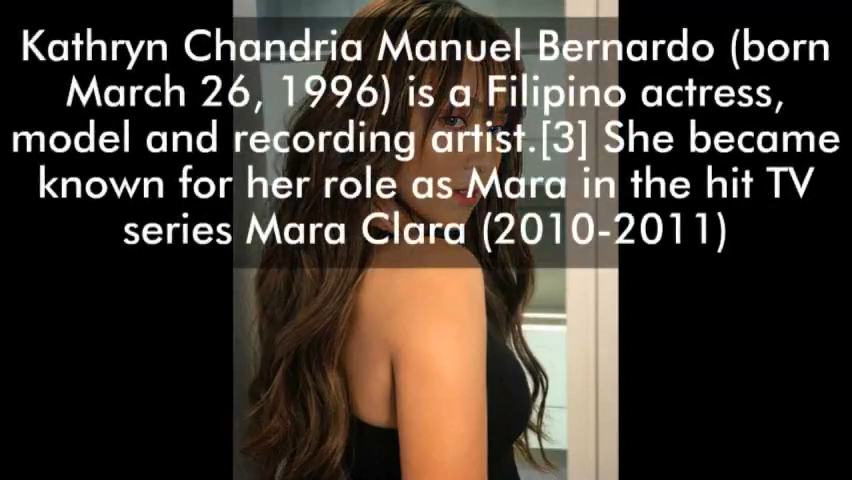 Kathryn Chandria Manuel Bernardo (born
March 26, 1996) is a Filipino actress,
model and recording artist.[3] She became
known for her role as Mara in the hit TV
series Mara Clara (2010-2011)